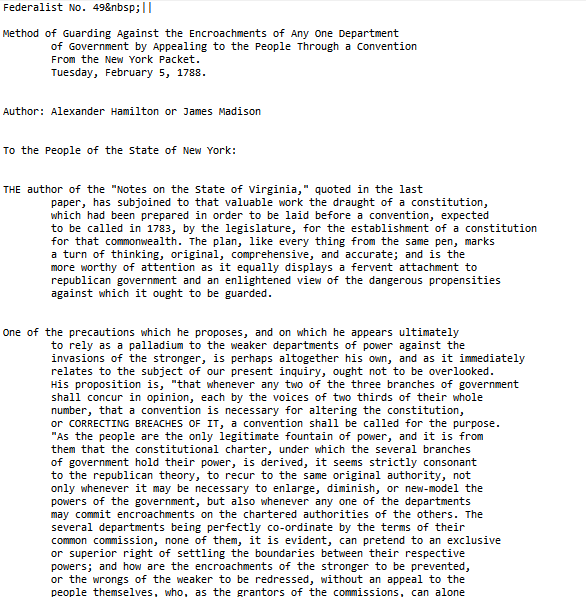 Federalist No. 49&nbsp;||
Method of Guarding Against the Encroachments of Any One Department
of Government by Appealing to the People Through a Convention
From the New York Packet.
Tuesday, February 5, 1788.
Author: Alexander Hamilton or James Madison
To the People of the State of New York:
THE author of the "Notes on the State of Virginia," quoted in the last
paper, has subjoined to that valuable work the draught of a constitution,
which had been prepared in order to be laid before a convention, expected
to be called in 1783, by the legislature, for the establishment of a constitution
for that commonwealth. The plan, like every thing from the same pen, marks
a turn of thinking, original, comprehensive, and accurate; and is the
more worthy of attention as it equally displays a fervent attachment to
republican government and an enlightened view of the dangerous propensities
against which it ought to be guarded.
One of the precautions which he proposes, and on which he appears ultimately
to rely as a palladium to the weaker departments of power against the
invasions of the stronger, is perhaps altogether his own, and as it immediately
relates to the subject of our present inquiry, ought not to be overlooked.
His proposition is, "that whenever any two of the three branches of government
shall concur in opinion, each by the voices of two thirds of their whole
number, that a convention is necessary for altering the constitution,
or CORRECTING BREACHES OF IT, a convention shall be called for the purpose.
"As the people are the only legitimate fountain of power, and it is from
them that the constitutional charter, under which the several branches
of government hold their power, is derived, it seems strictly consonant
to the republican theory, to recur to the same original authority, not
only whenever it may be necessary to enlarge, diminish, or new-model the
powers of the government, but also whenever any one of the departments
may commit encroachments on the chartered authorities of the others. The
several departments being perfectly co-ordinate by the terms of their
common commission, none of them, it is evident, can pretend to an exclusive
or superior right of settling the boundaries between their respective
powers; and how are the encroachments of the stronger to be prevented,
or the wrongs of the weaker to be redressed, without an appeal to the
people themselves, who, as the grantors of the commissions, can alone